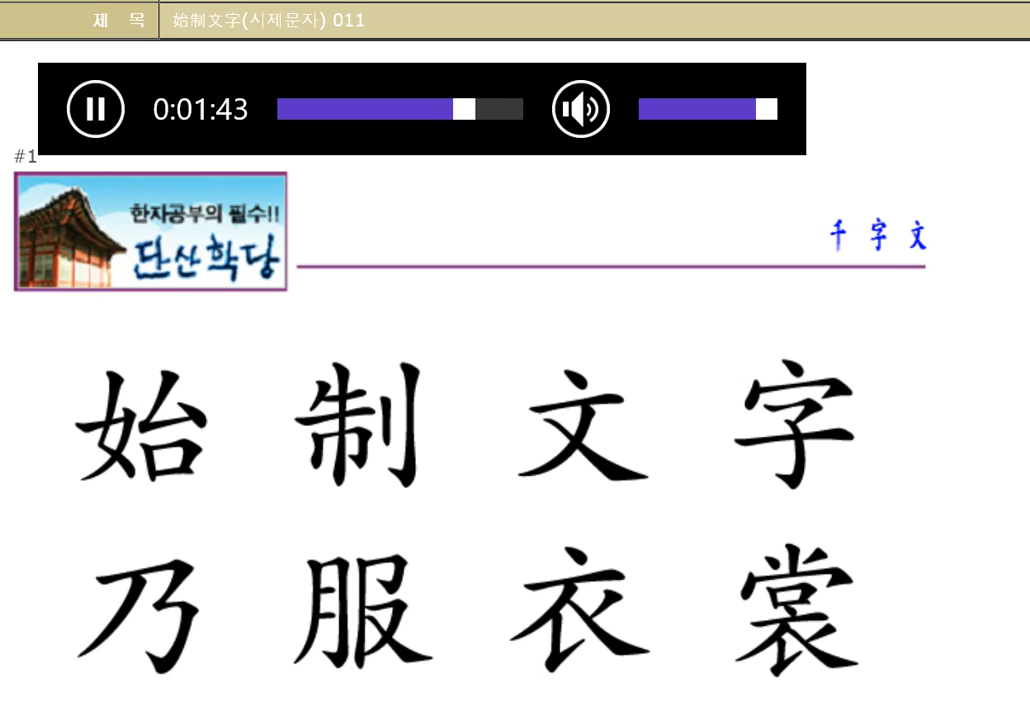 제 목 始制文字(시제문자) 011
0:01:43
#1
한자공부의 필수!!
단산학당
千字文
始 制 文 字
乃 服 衣 裳